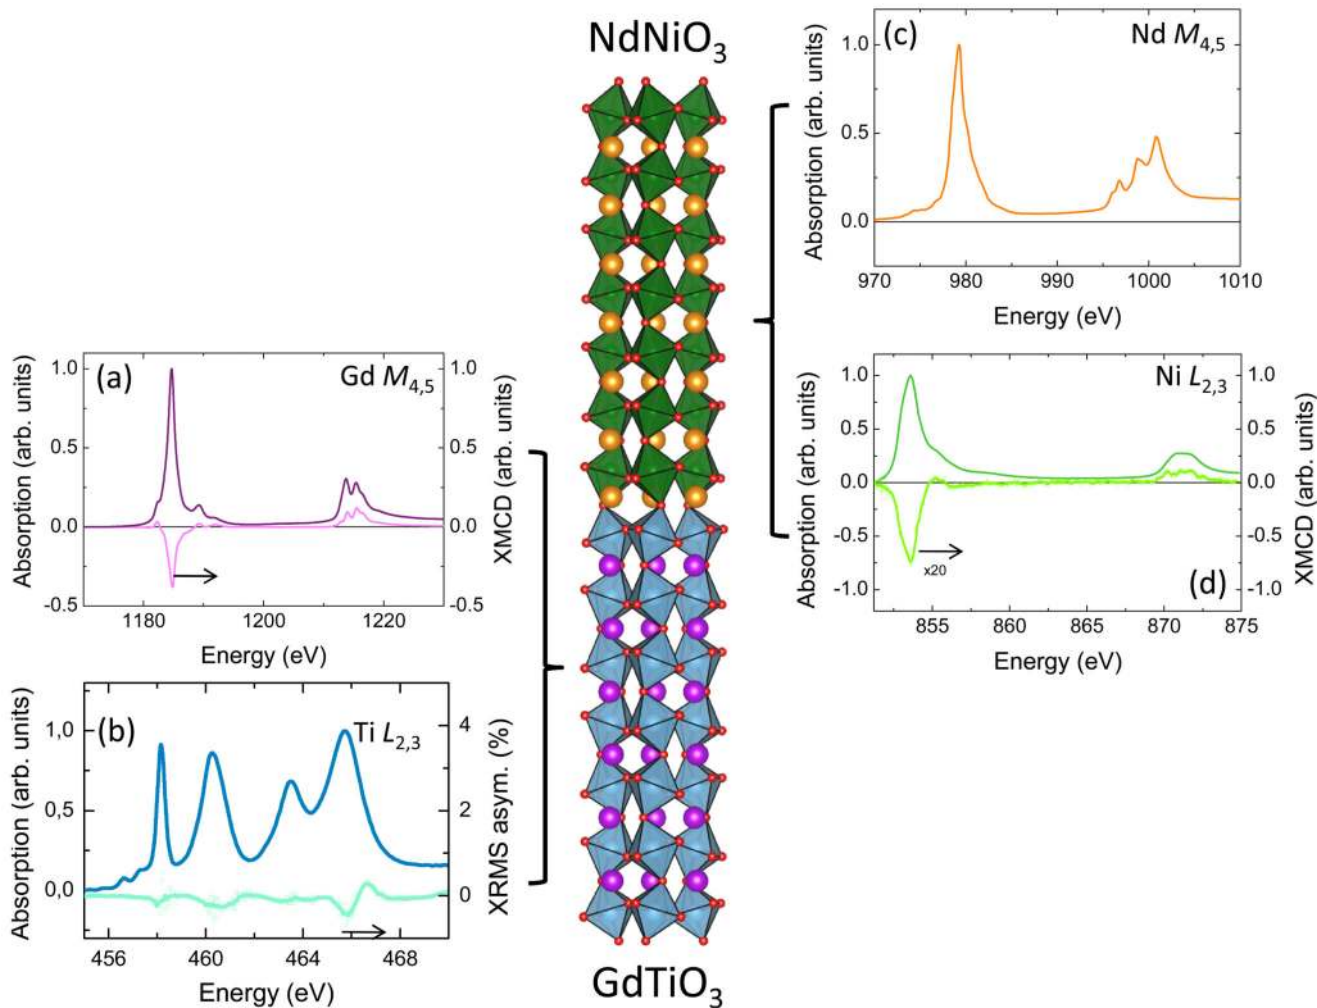 NdNiO3
(c)
Nd M4,5
Absorption (arb. units)
1.0
0.5
0.0
970
980
990
1000
1010
Energy (eV)
(a)
Gd M4,5
Absorption (arb. units)
1.0
0.5
0.0
-0.5
XMCD (arb. units)
1.0
0.5
0.0
-0.5
1180
1200
1220
Energy (eV)
Ni L2,3
Absorption (arb. units)
1.0
0.5
0.0
-0.5
-1.0
XMCD (arb. units)
1.0
0.5
0.0
-0.5
-1.0
x20
(d)
855
860
865
870
875
Energy (eV)
(b)
Ti L2,3
Absorption (arb. units)
1,0
0,5
0,0
XRMS asym. (%)
4
2
0
456
460
464
468
Energy (eV)
GdTiO3